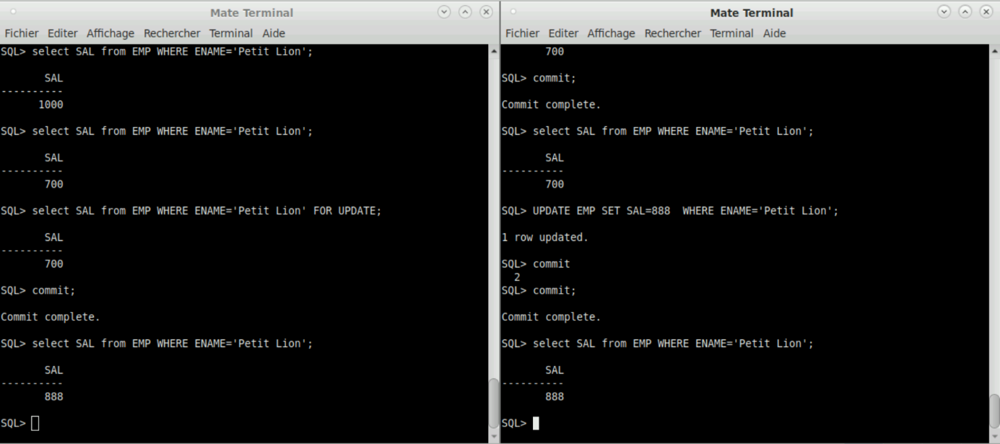 Mate Terminal
Fichier Editer Affichage Rechercher Terminal Aide
SQL> select SAL from EMP WHERE ENAME='Petit Lion';
SAL
----------
1000
SQL> select SAL from EMP WHERE ENAME='Petit Lion';
SAL
----------
700
SQL> select SAL from EMP WHERE ENAME='Petit Lion' FOR UPDATE;
SAL
----------
700
SQL> commit;
Commit complete.
SQL> select SAL from EMP WHERE ENAME='Petit Lion';
SAL
----------
888
SQL>
Mate Terminal
Fichier Editer Affichage Rechercher Terminal Aide
700
SQL> commit;
Commit complete.
SQL> select SAL from EMP WHERE ENAME='Petit Lion';
SAL
----------
700
SQL> UPDATE EMP SET SAL=888  WHERE ENAME='Petit Lion';
1 row updated.
SQL> commit
2
SQL> commit;
Commit complete.
SQL> select SAL from EMP WHERE ENAME='Petit Lion';
SAL
----------
888
SQL>